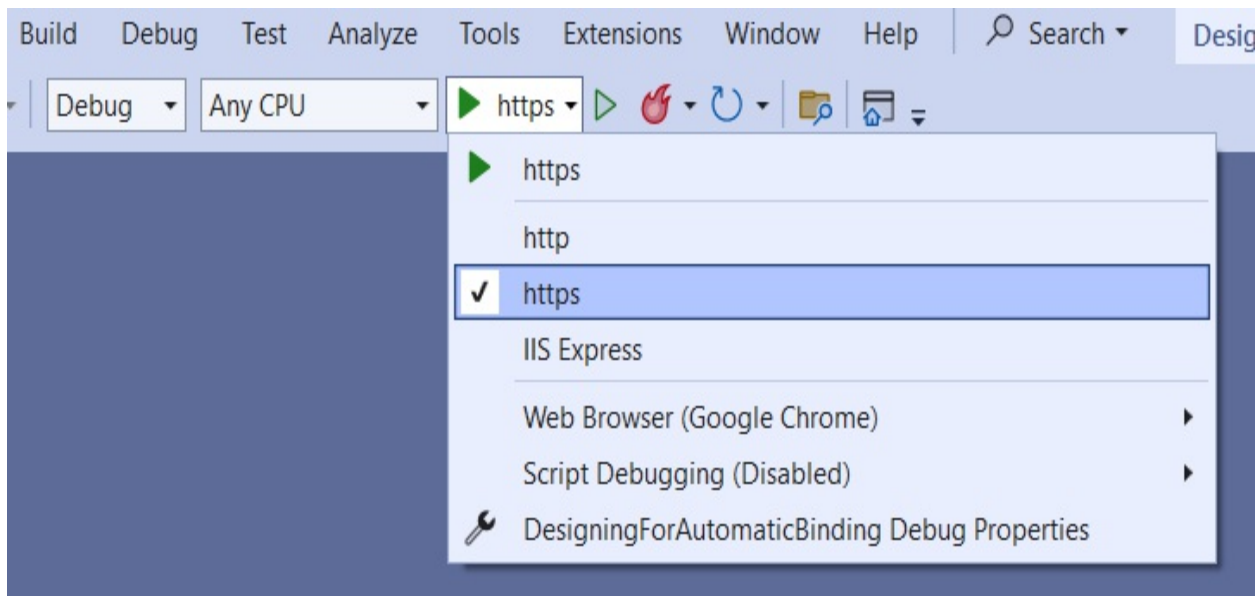 Build Debug Test Analyze Tools Extensions Window Help Search Desig
Debug Any CPU https
https
http
https
IIS Express
Web Browser (Google Chrome)
Script Debugging (Disabled)
DesigningForAutomaticBinding Debug Properties